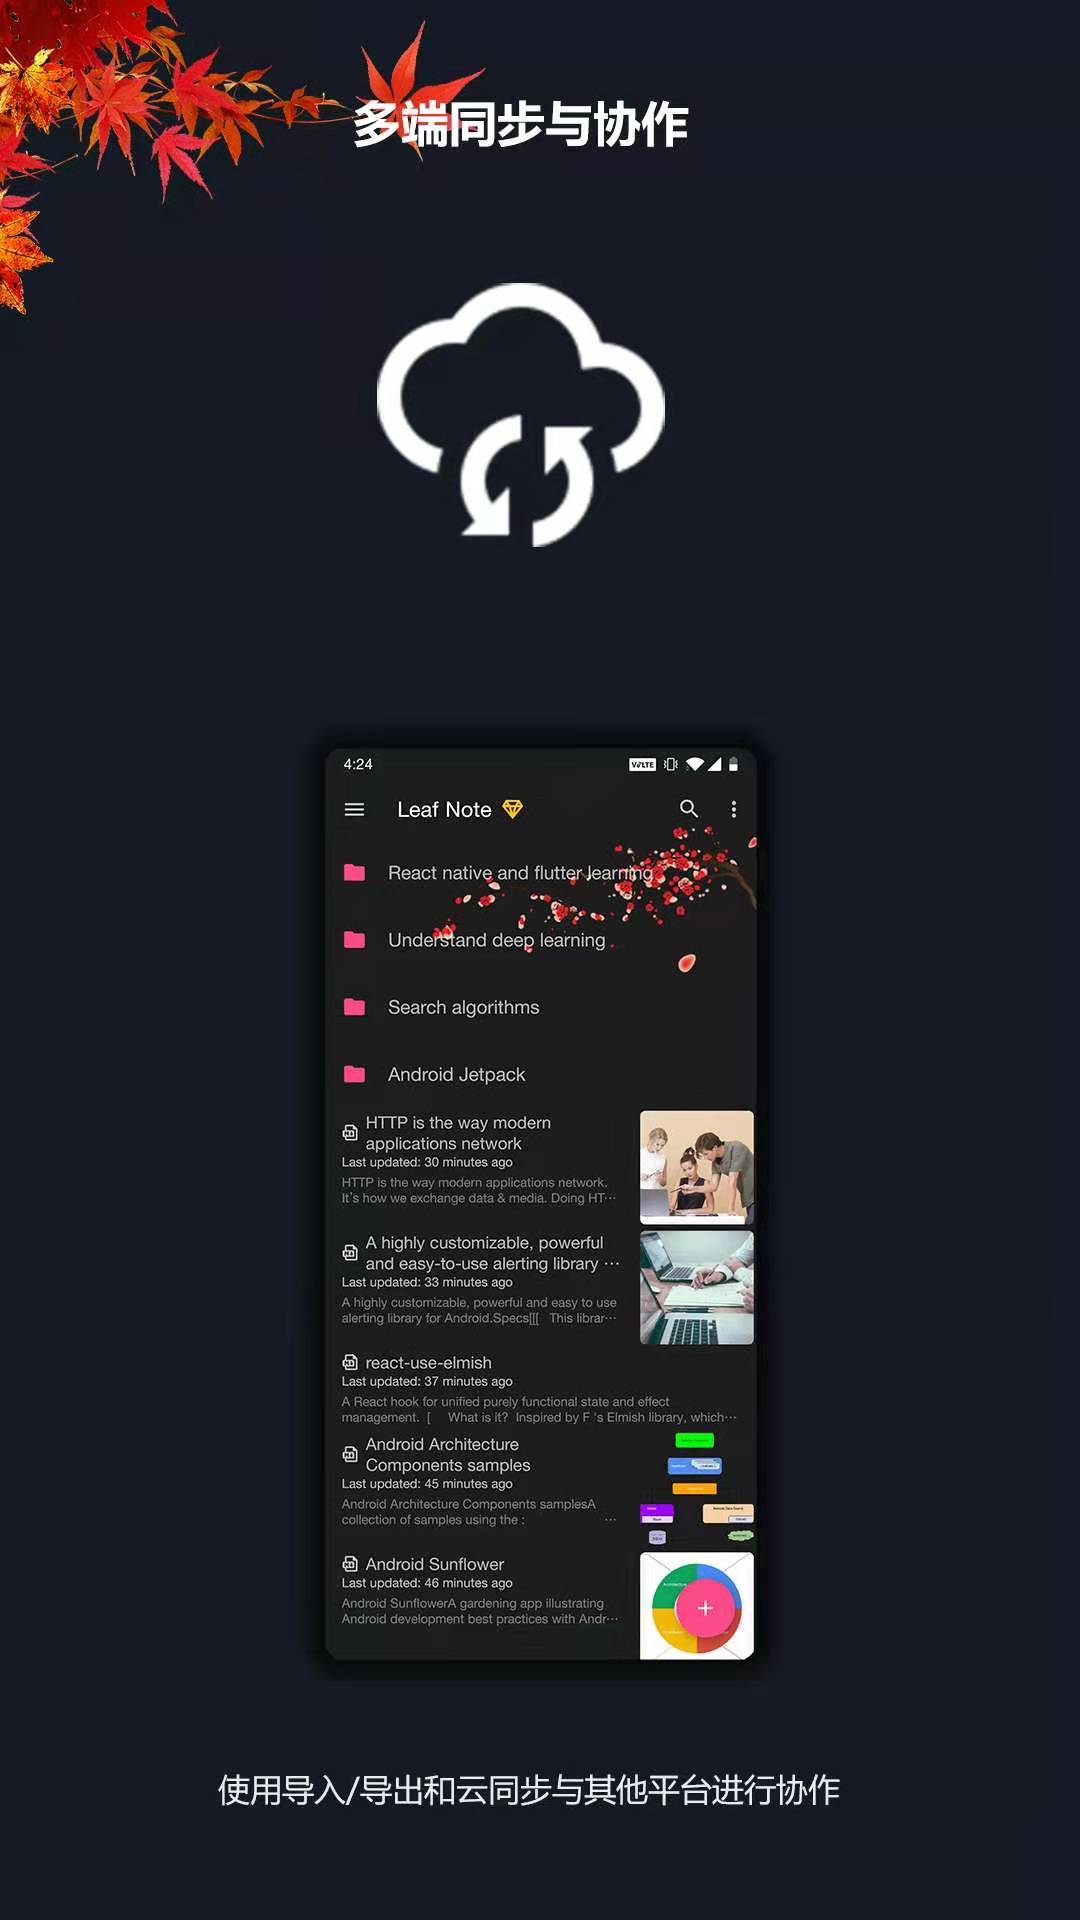 多端同步与协作
4:24
VoLTE
Leaf Note
React native and flutter learning
Understand deep learning
Search algorithms
Android Jetpack
HTTP is the way modern
applications network
Last updated: 30 minutes ago
HTTP is the way modern applications network.
It's how we exchange data & media. Doing HT···
A highly customizable, powerful
and easy-to-use alerting library ···
Last updated: 33 minutes ago
A highly customizable, powerful and easy to use
alerting library for Android.Specs[[[ This librar···
react-use-elmish
Last updated: 37 minutes ago
A React hook for unified purely functional state and effect
management. [ What is it? Inspired by F 's Elmish library, which···
Android Architecture
Components samples
Last updated: 45 minutes ago
Android Architecture Components samplesA
collection of samples using the : ···
Android Sunflower
Last updated: 46 minutes ago
Android SunflowerA gardening app illustrating
Android development best practices with Andr···
使用导入/导出和云同步与其他平台进行协作